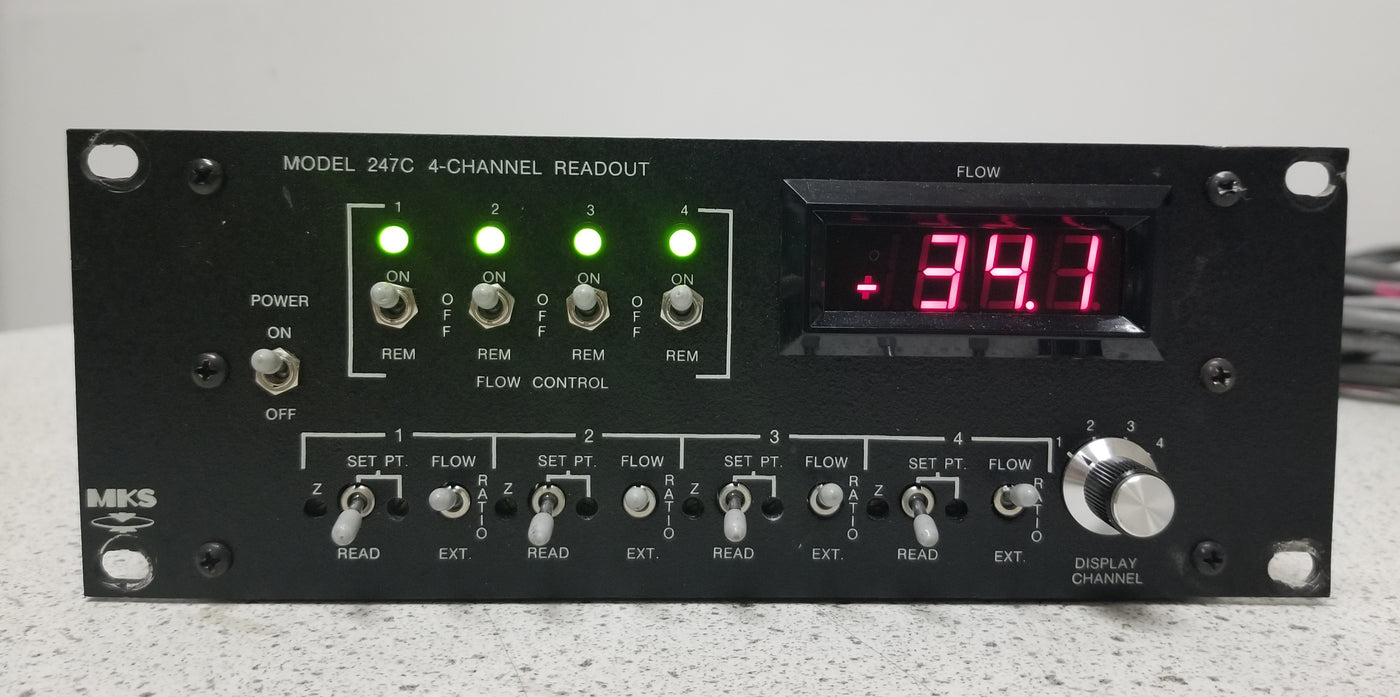 MODEL 247C 4-CHANNEL READOUT
FLOW
1 2 3 4
+ 34.1
ON ON ON ON
OFF OFF OFF
REM REM REM REM
FLOW CONTROL
POWER
ON
OFF
1 2 3 4
SET PT. FLOW SET PT. FLOW SET PT. FLOW SET PT. FLOW
Z RATIO Z RATIO Z RATIO Z RATIO
READ EXT. READ EXT. READ EXT. READ EXT.
1 2 3 4
DISPLAY
CHANNEL
MKS